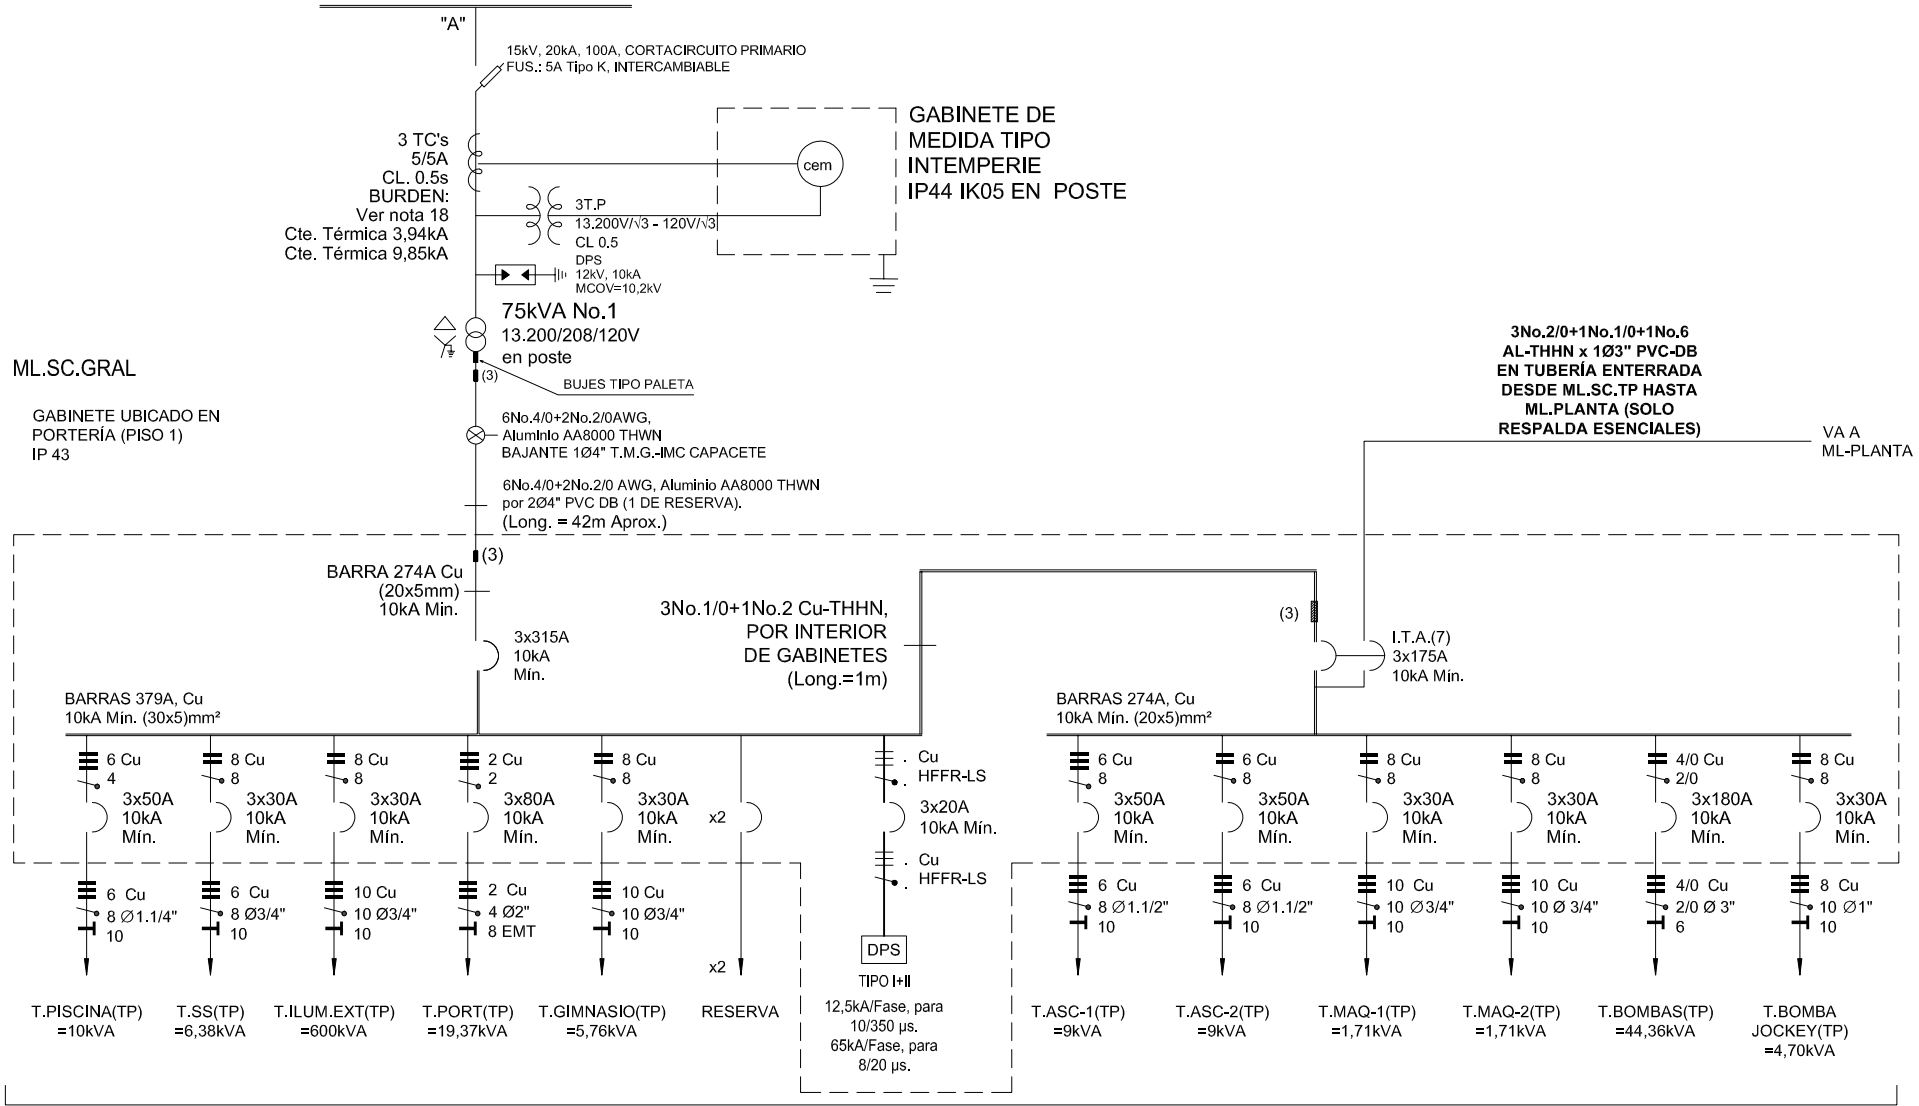 "A"
15kV, 20kA, 100A, CORTACIRCUITO PRIMARIO
FUS.: 5A Tipo K, INTERCAMBIABLE
3 TC's
5/5A
CL. 0.5s
BURDEN:
Ver nota 18
Cte. Térmica 3,94kA
Cte. Térmica 9,85kA
cem
GABINETE DE
MEDIDA TIPO
INTEMPERIE
IP44 IK05 EN POSTE
3T.P
13.200V/√3 - 120V/√3
CL 0.5
DPS
12kV, 10kA
MCOV=10,2kV
75kVA No.1
13.200/208/120V
en poste
(3)
BUJES TIPO PALETA
ML.SC.GRAL
GABINETE UBICADO EN
PORTERÍA (PISO 1)
IP 43
6No.4/0+2No.2/0AWG,
Aluminio AA8000 THWN
BAJANTE 1Ø4" T.M.G.-IMC CAPACETE
6No.4/0+2No.2/0 AWG, Aluminio AA8000 THWN
por 2Ø4" PVC DB (1 DE RESERVA).
(Long. = 42m Aprox.)
3No.2/0+1No.1/0+1No.6
AL-THHN x 1Ø3" PVC-DB
EN TUBERÍA ENTERRADA
DESDE ML.SC.TP HASTA
ML.PLANTA (SOLO
RESPALDA ESENCIALES)
VA A
ML-PLANTA
(3)
BARRA 274A Cu
(20x5mm)
10kA Min.
3x315A
10kA
Mín.
3No.1/0+1No.2 Cu-THHN,
POR INTERIOR
DE GABINETES
(Long.=1m)
(3)
I.T.A.(7)
3x175A
10kA Mín.
BARRAS 379A, Cu
10kA Mín. (30x5)mm²
BARRAS 274A, Cu
10kA Mín. (20x5)mm²
6 Cu
4
3x50A
10kA
Mín.
6 Cu
8 Ø1.1/4"
10
T.PISCINA(TP)
=10kVA
8 Cu
8
3x30A
10kA
Mín.
6 Cu
8 Ø3/4"
10
T.SS(TP)
=6,38kVA
8 Cu
8
3x30A
10kA
Mín.
10 Cu
10 Ø3/4"
10
T.ILUM.EXT(TP)
=600kVA
2 Cu
2
3x80A
10kA
Mín.
2 Cu
4 Ø2"
8 EMT
T.PORT(TP)
=19,37kVA
8 Cu
8
3x30A
10kA
Mín.
10 Cu
10 Ø3/4"
10
T.GIMNASIO(TP)
=5,76kVA
x2
x2
RESERVA
. Cu
. HFFR-LS
3x20A
10kA Mín.
. Cu
. HFFR-LS
DPS
TIPO I+II
12,5kA/Fase, para
10/350 µs.
65kA/Fase, para
8/20 µs.
6 Cu
8
3x50A
10kA
Mín.
6 Cu
8 Ø1.1/2"
10
T.ASC-1(TP)
=9kVA
6 Cu
8
3x50A
10kA
Mín.
6 Cu
8 Ø1.1/2"
10
T.ASC-2(TP)
=9kVA
8 Cu
8
3x30A
10kA
Mín.
10 Cu
10 Ø3/4"
10
T.MAQ-1(TP)
=1,71kVA
8 Cu
8
3x30A
10kA
Mín.
10 Cu
10 Ø 3/4"
10
T.MAQ-2(TP)
=1,71kVA
4/0 Cu
2/0
3x180A
10kA
Mín.
4/0 Cu
2/0 Ø 3"
6
T.BOMBAS(TP)
=44,36kVA
8 Cu
8
3x30A
10kA
Mín.
8 Cu
10 Ø1"
10
T.BOMBA
JOCKEY(TP)
=4,70kVA